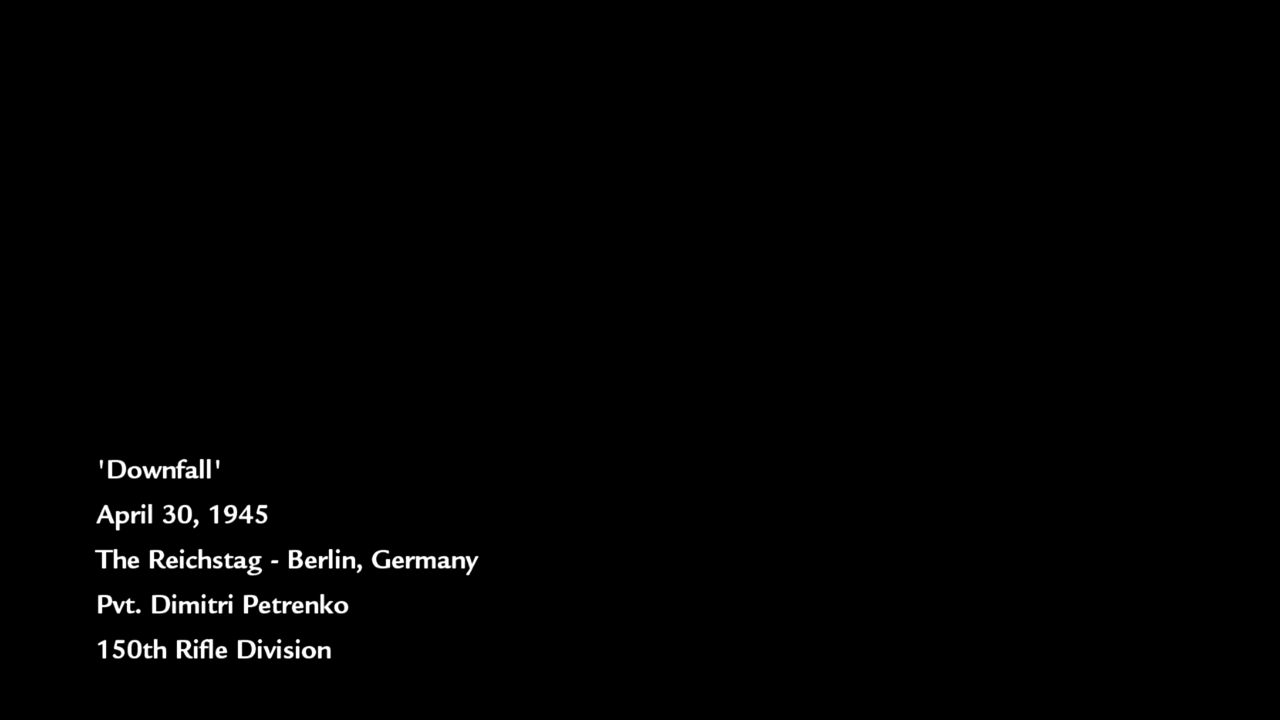 'Downfall'
April 30, 1945
The Reichstag - Berlin, Germany
Pvt. Dimitri Petrenko
150th Rifle Division